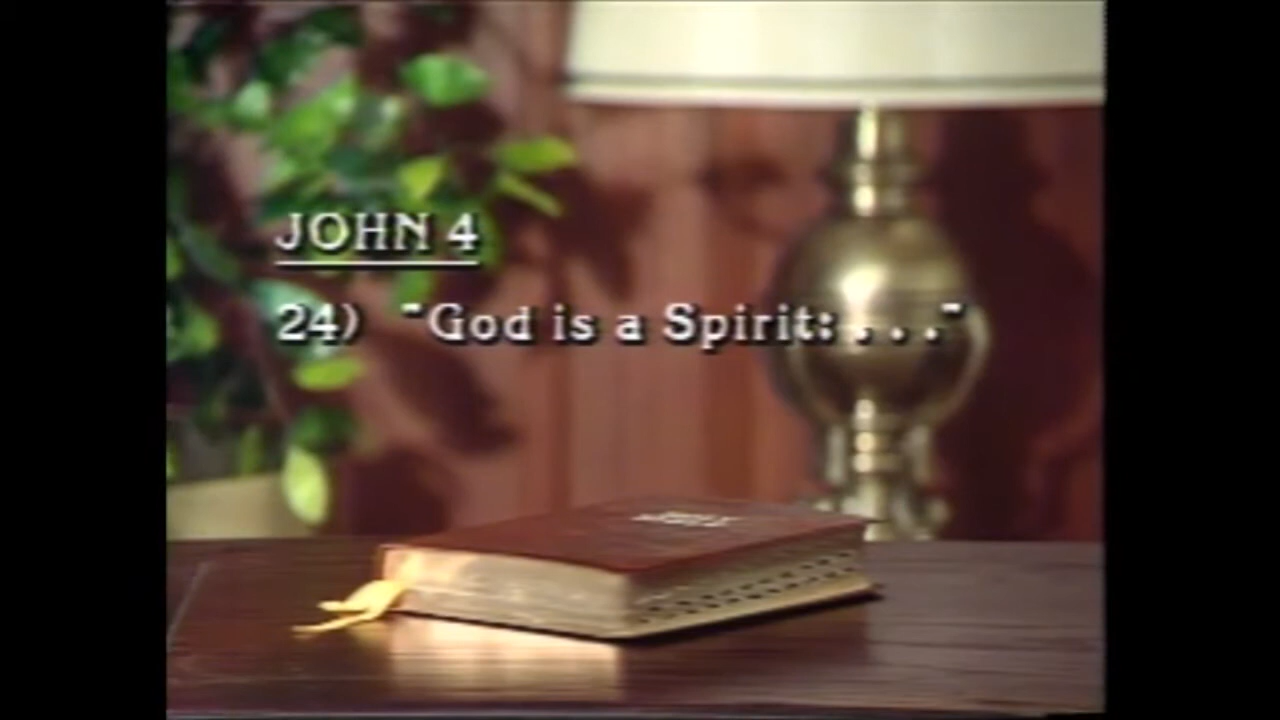 JOHN 4
24) "God is a Spirit: . . ."